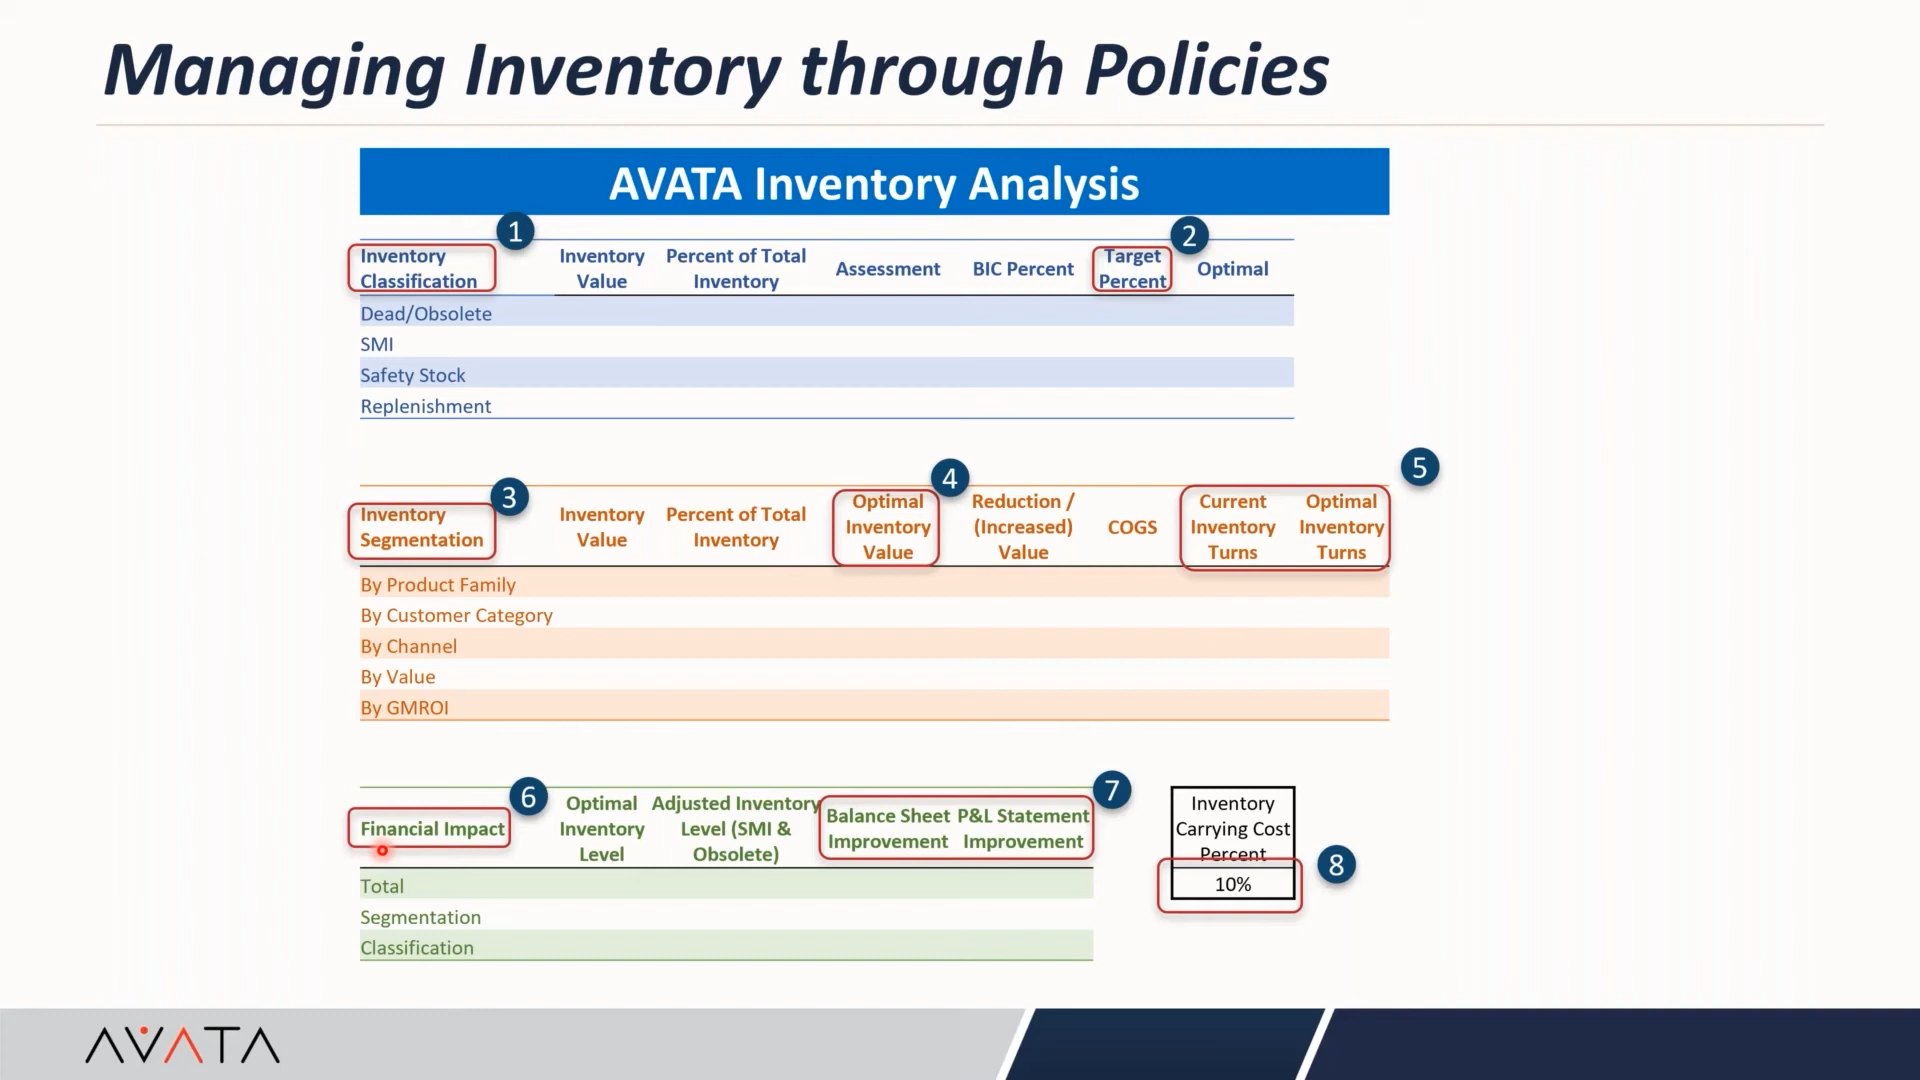 Managing Inventory through Policies
AVATA Inventory Analysis
1
2
Inventory
Classification
Inventory
Value
Percent of Total
Inventory
Assessment
BIC Percent
Target
Percent
Optimal
Dead/Obsolete
SMI
Safety Stock
Replenishment
3
4
5
Inventory
Segmentation
Inventory
Value
Percent of Total
Inventory
Optimal
Inventory
Value
Reduction /
(Increased)
Value
COGS
Current
Inventory
Turns
Optimal
Inventory
Turns
By Product Family
By Customer Category
By Channel
By Value
By GMROI
6
7
Financial Impact
Optimal
Inventory
Level
Adjusted Inventory
Level (SMI &
Obsolete)
Balance Sheet
Improvement
P&L Statement
Improvement
Inventory
Carrying Cost
Percent
10%
8
Total
Segmentation
Classification
AVATA